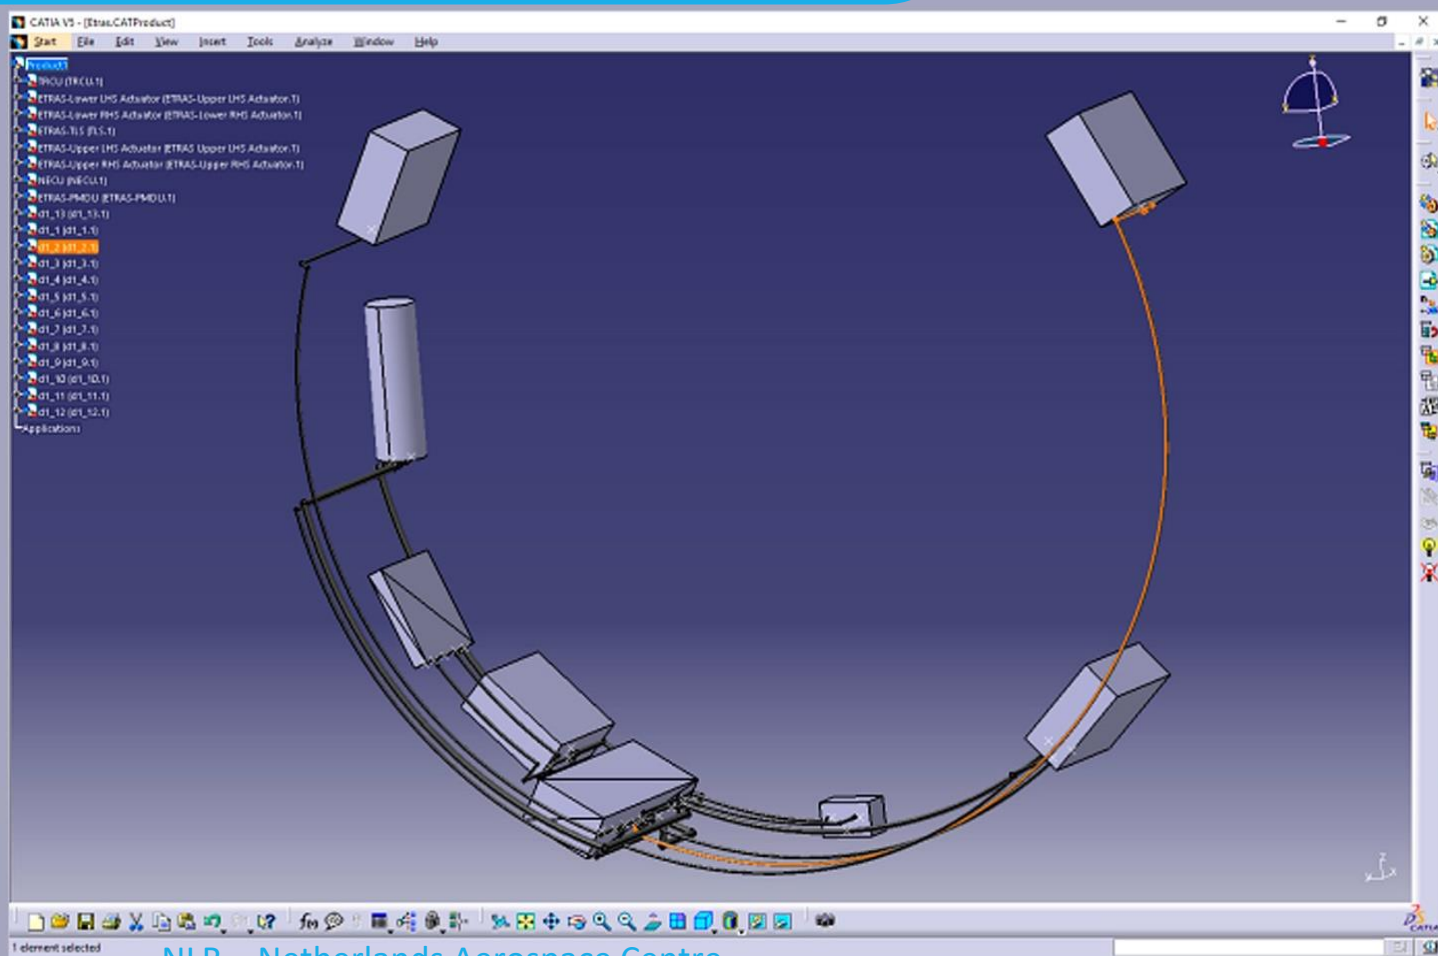 CATIA V5 - [Etras.CATProduct]
Start File Edit View Insert Tools Analyze Window Help
Product1
TRCU (TRCU.1)
ETRAS-Lower LHS Actuator (ETRAS-Upper LHS Actuator.1)
ETRAS-Lower RHS Actuator (ETRAS-Lower RHS Actuator.1)
ETRAS-TLS (TLS.1)
ETRAS-Upper LHS Actuator (ETRAS-Upper LHS Actuator.1)
ETRAS-Upper RHS Actuator (ETRAS-Upper RHS Actuator.1)
NECU (NECU.1)
ETRAS-PMDU (ETRAS-PMDU.1)
d1_13 (d1_13.1)
d1_1 (d1_1.1)
d1_2 (d1_2.1)
d1_3 (d1_3.1)
d1_4 (d1_4.1)
d1_5 (d1_5.1)
d1_6 (d1_6.1)
d1_7 (d1_7.1)
d1_8 (d1_8.1)
d1_9 (d1_9.1)
d1_10 (d1_10.1)
d1_11 (d1_11.1)
d1_12 (d1_12.1)
Applications
z
x
CATIA
1 element selected
NLR - Netherlands Aerospace Centre